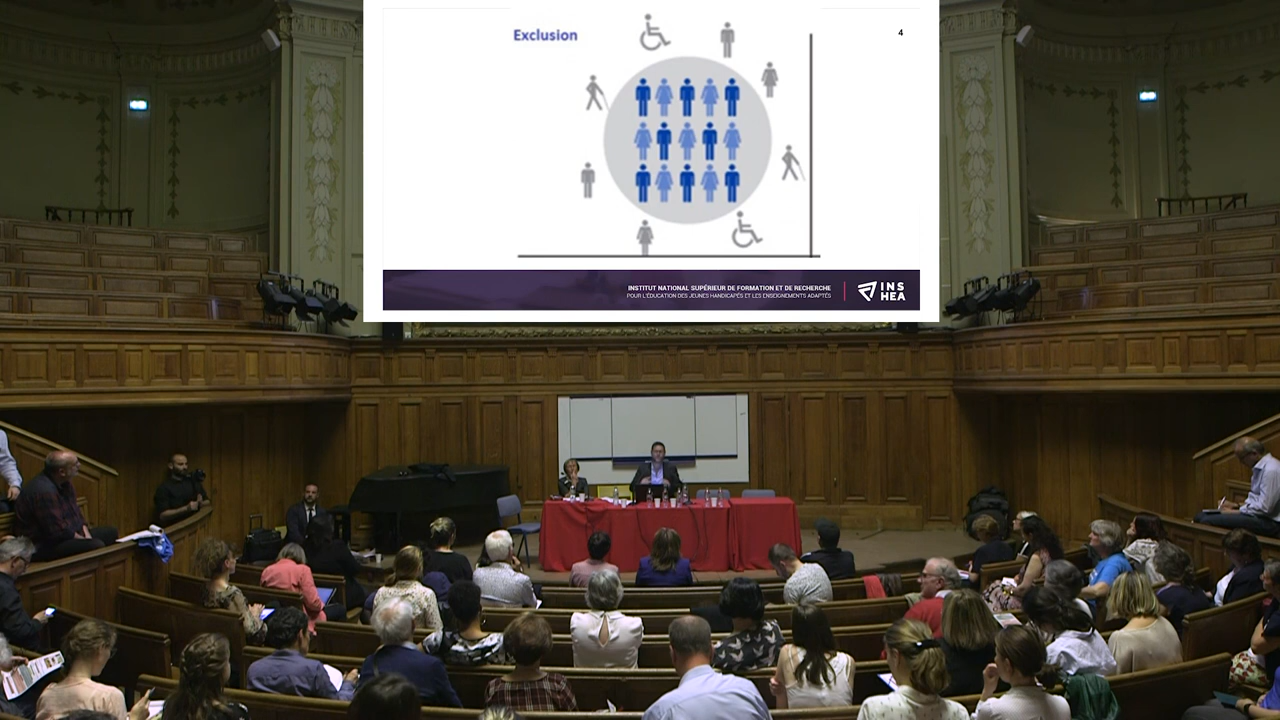 Exclusion
4
INSTITUT NATIONAL SUPÉRIEUR DE FORMATION ET DE RECHERCHE
POUR L'ÉDUCATION DES JEUNES HANDICAPÉS ET LES ENSEIGNEMENTS ADAPTÉS
INS
HEA